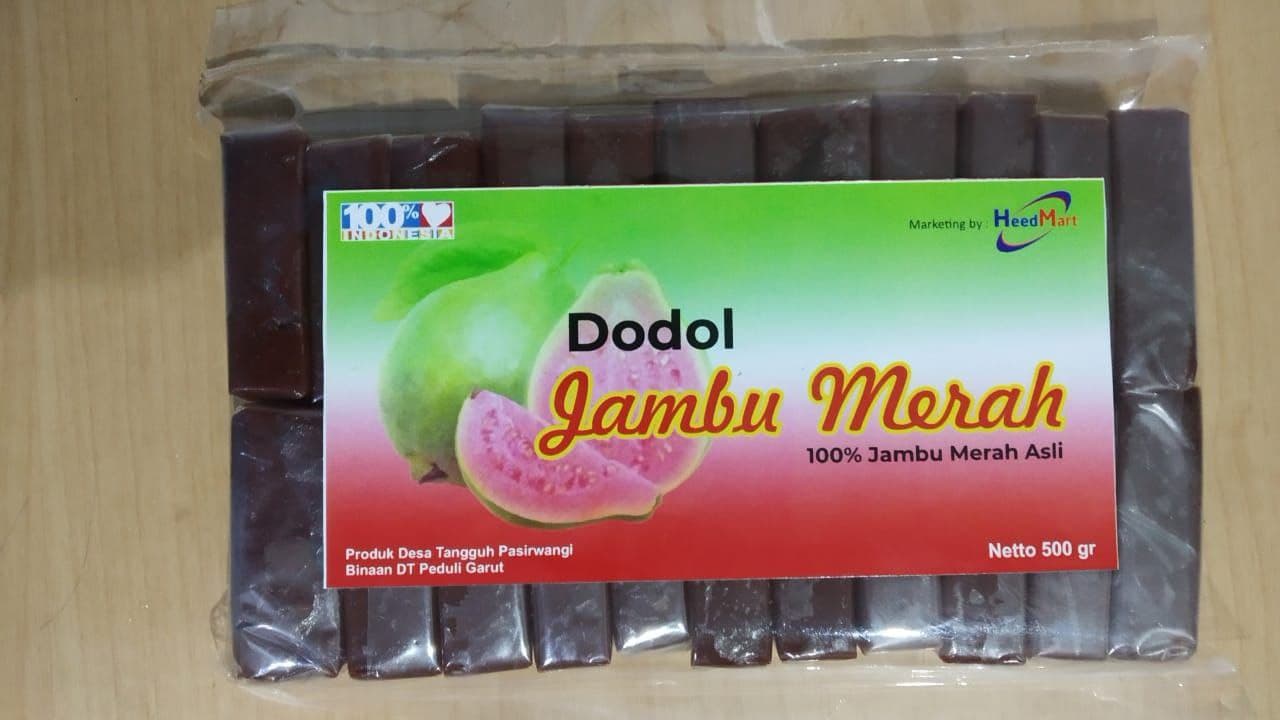 100%
INDONESIA
Marketing by : HeedMart
Dodol
Jambu Merah
100% Jambu Merah Asli
Produk Desa Tangguh Pasirwangi
Binaan DT Peduli Garut
Netto 500 gr